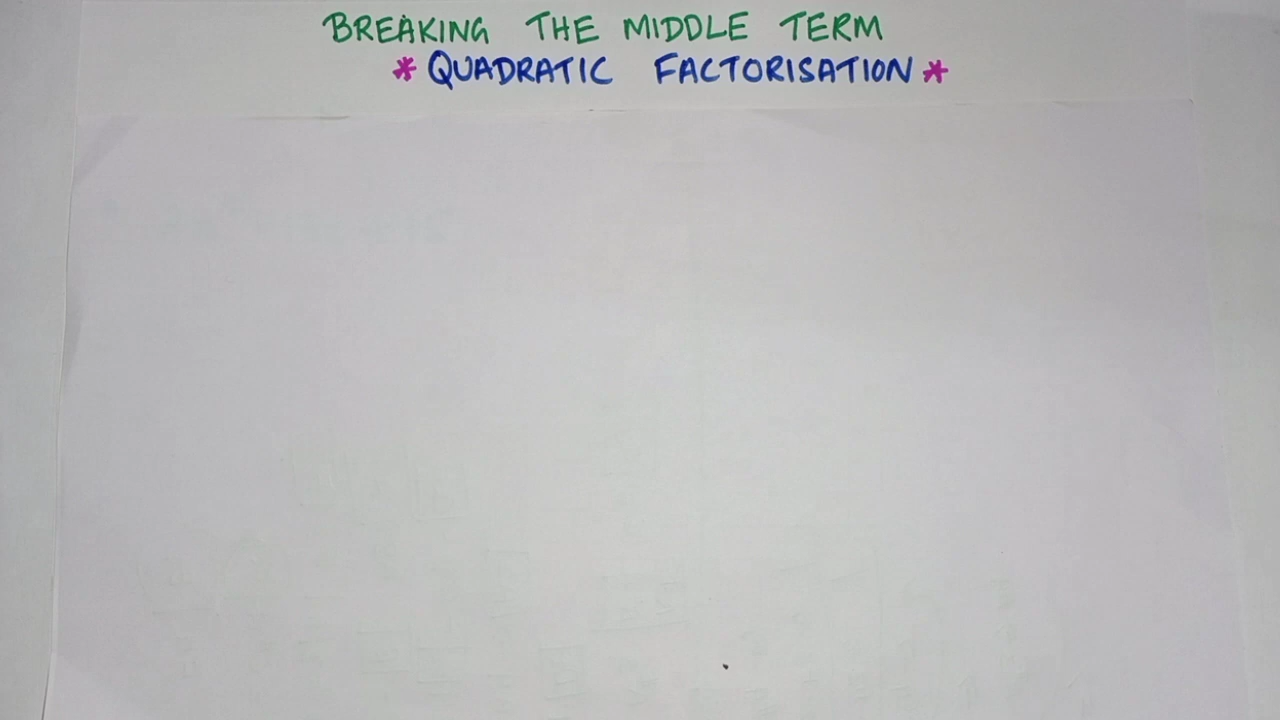 BREAKING THE MIDDLE TERM
* QUADRATIC FACTORISATION *